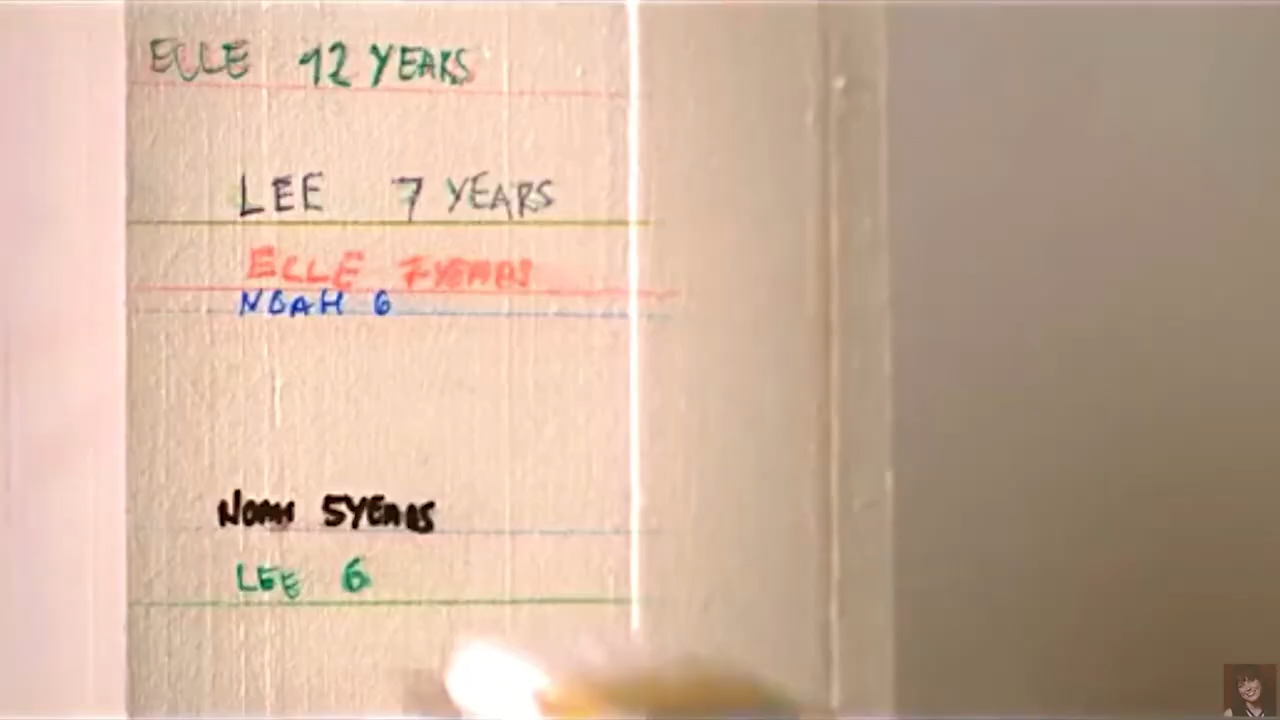 ELLE 12 YEARS
LEE 7 YEARS
ELLE 7 YEARS
NOAH 6
NOAH 5 YEARS
LEE 6